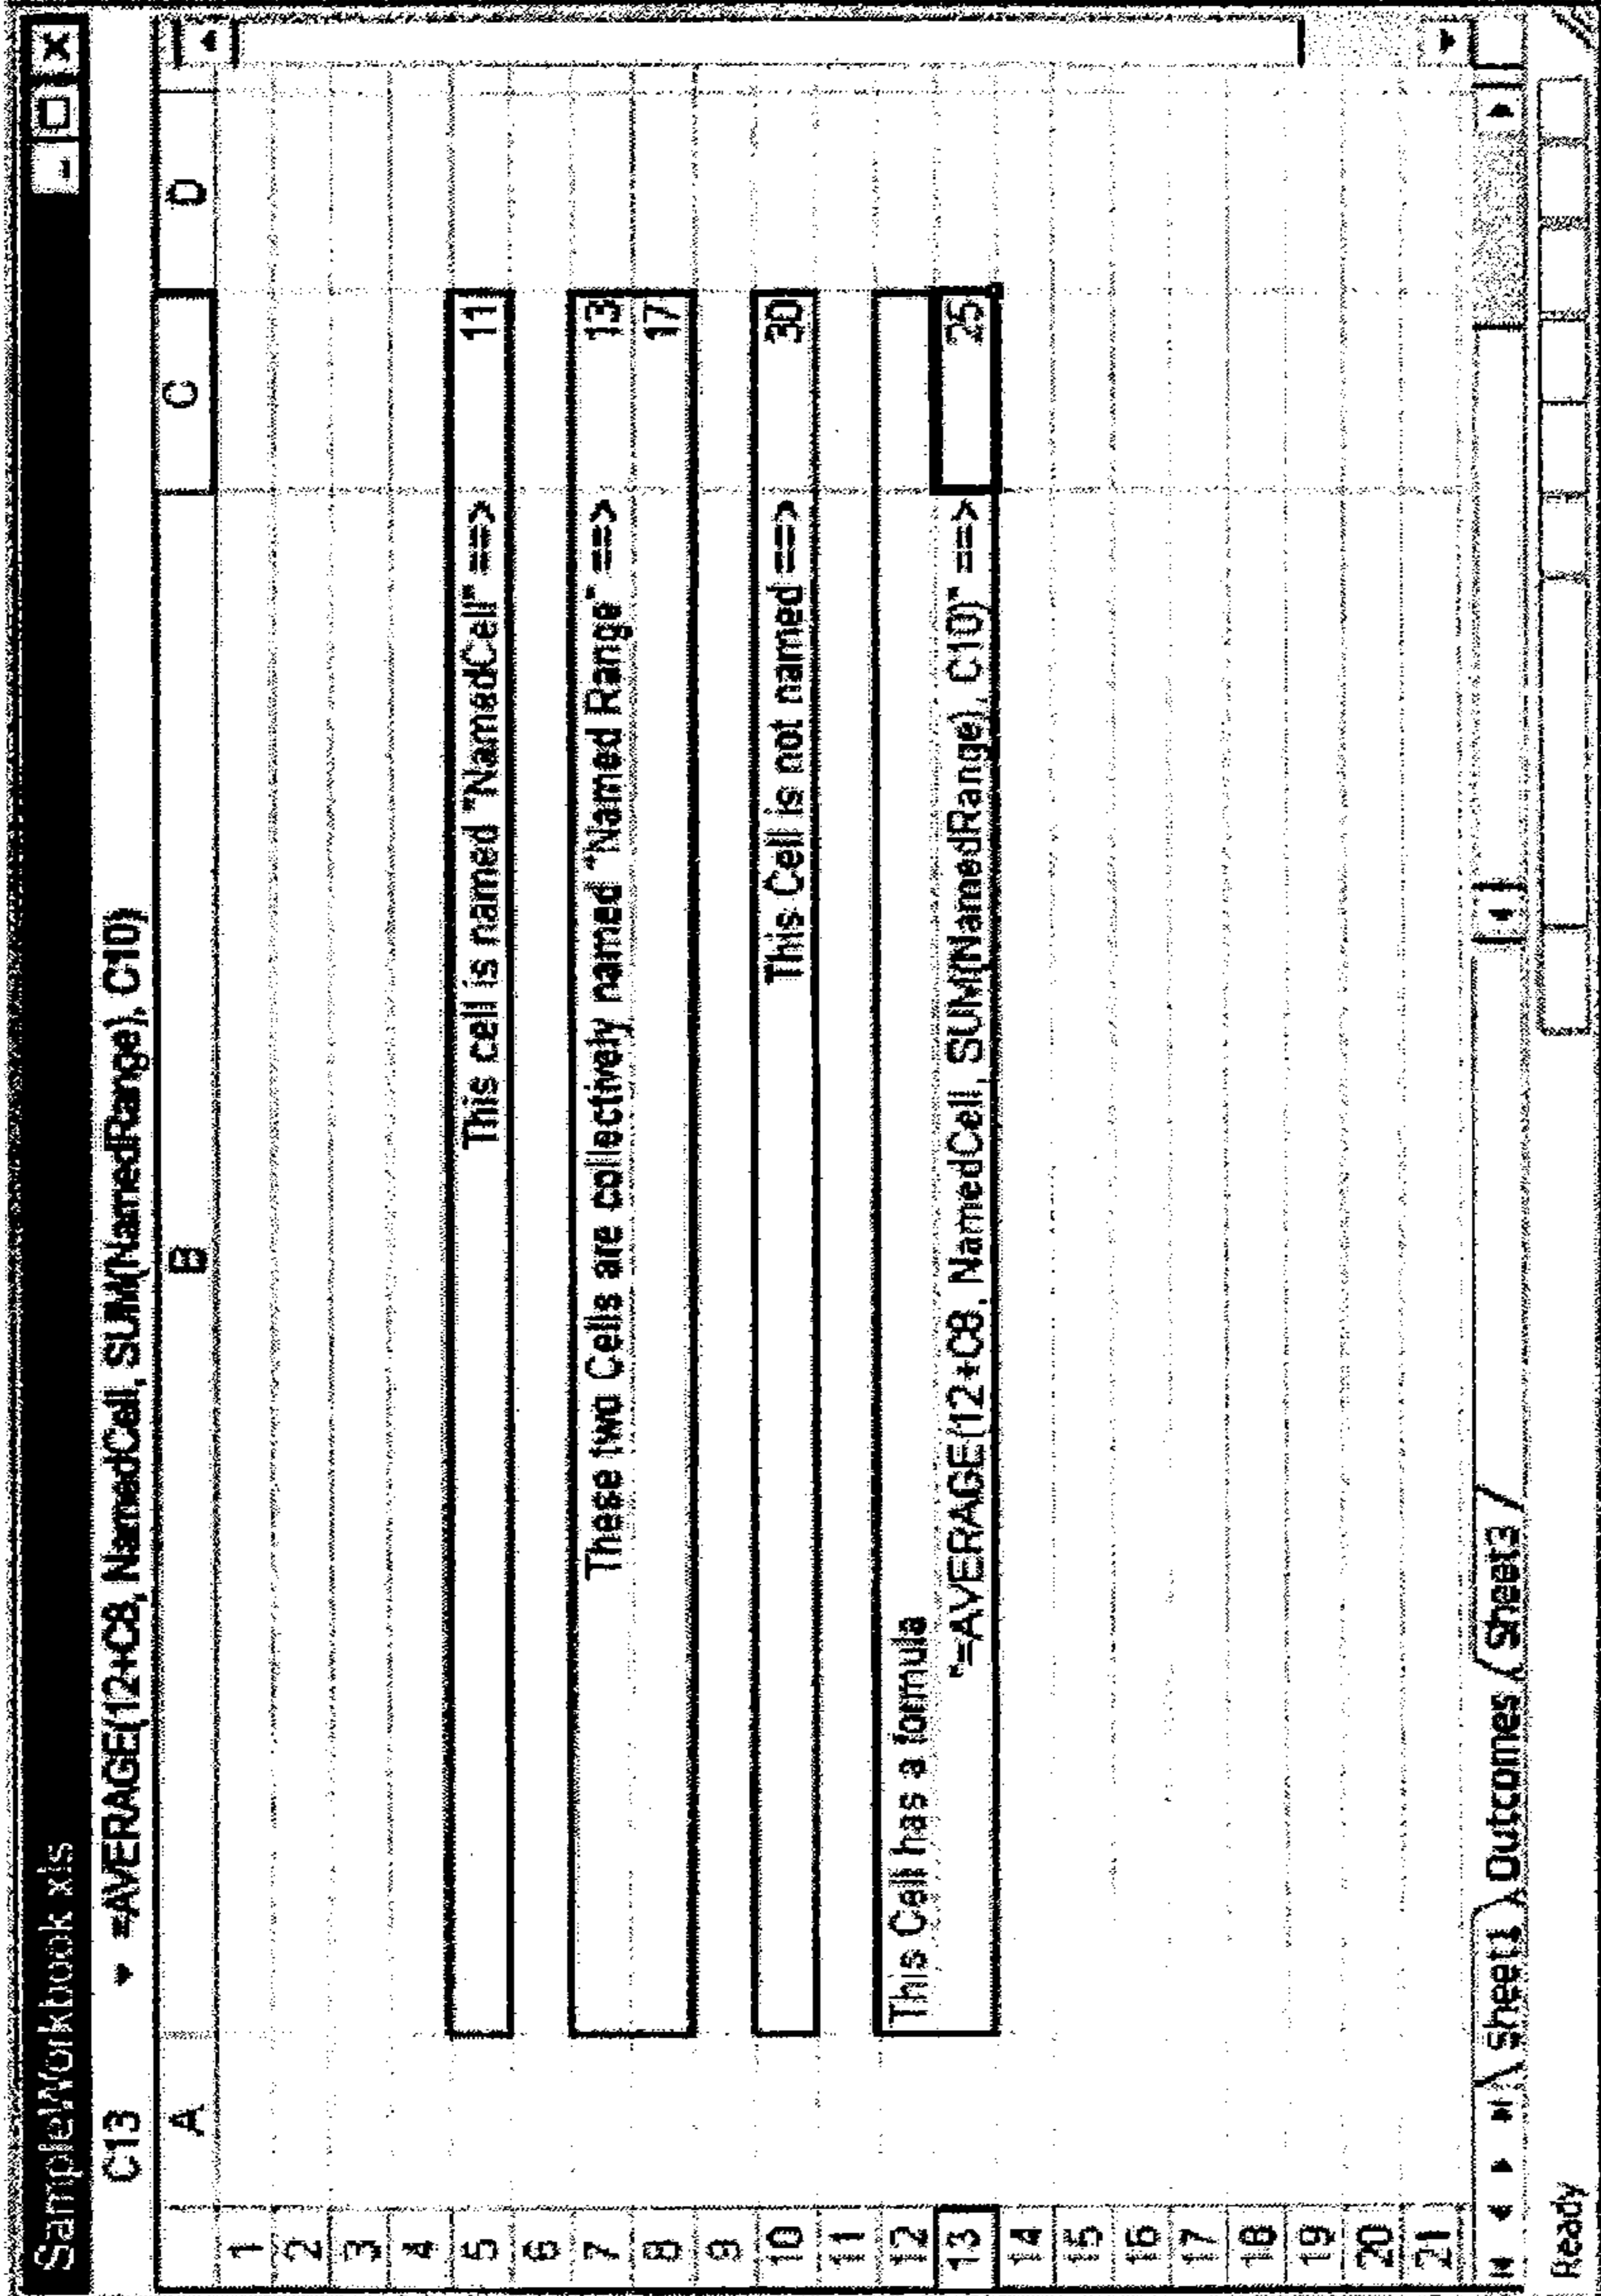 SampleWorkbook.xls
C13 =AVERAGE(12+C8, NamedCell, SUM(NamedRange), C10)
A B C D
1
2
3
4
5 This cell is named "NamedCell" ==> 11
6
7 These two Cells are collectively named "Named Range" ==> 13
8 17
9
10 This Cell is not named ==> 30
11
12 This Cell has a formula
13 "=AVERAGE(12+C8, NamedCell, SUM(NamedRange), C10)" ==> 25
14
15
16
17
18
19
20
21
Sheet1 Outcomes Sheet3
Ready